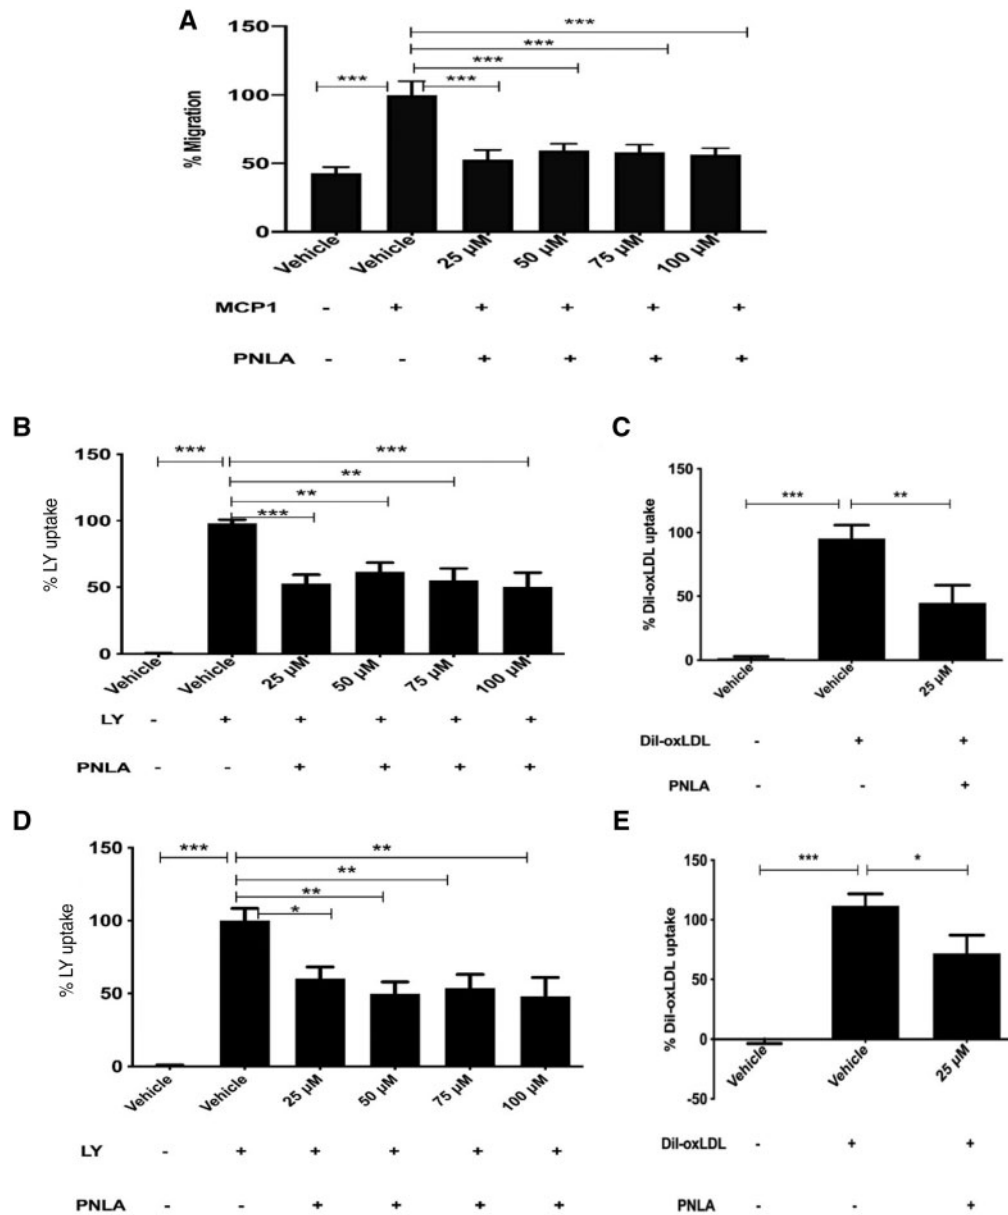 A
150
***
***
***
*** ***
100
% Migration
50
0
Vehicle Vehicle 25 µM 50 µM 75 µM 100 µM
MCP1 - + + + + +
PNLA - - + + + +
B
150
*** ***
**
**
***
100
% LY uptake
50
0
Vehicle Vehicle 25 µM 50 µM 75 µM 100 µM
LY - + + + + +
PNLA - - + + + +
C
150
*** **
100
% Dil-oxLDL uptake
50
0
Vehicle Vehicle 25 µM
Dil-oxLDL - + +
PNLA - - +
D
150
*** **
**
**
*
100
% LY uptake
50
0
Vehicle Vehicle 25 µM 50 µM 75 µM 100 µM
LY - + + + + +
PNLA - - + + + +
E
150
*** *
100
% Dil-oxLDL uptake
50
0
-50
Vehicle Vehicle 25 µM
Dil-oxLDL - + +
PNLA - - +